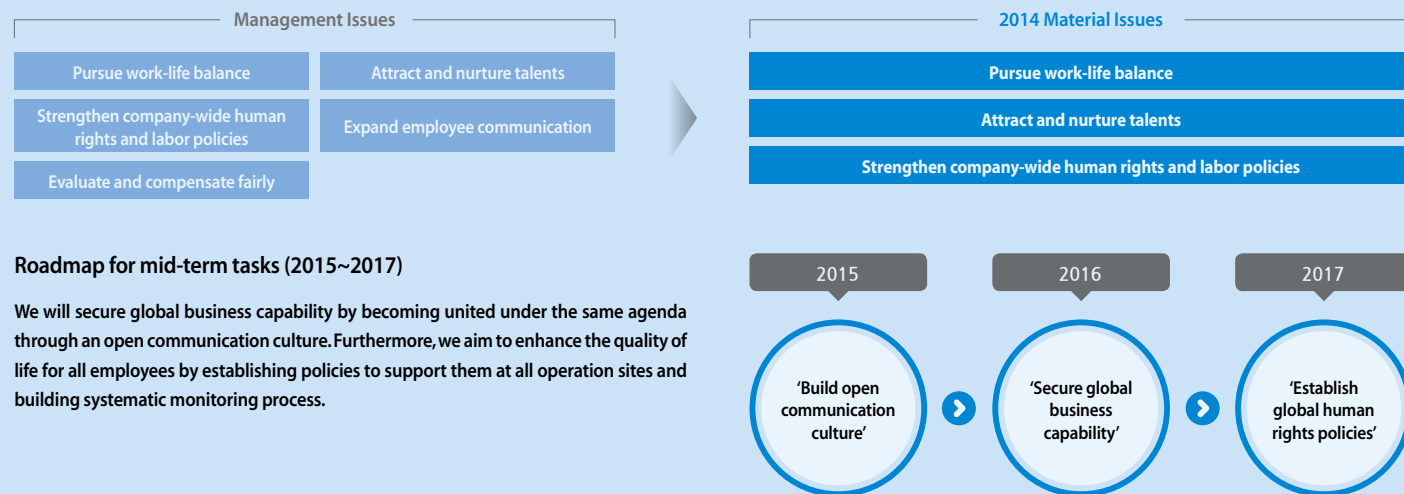 Management Issues
Pursue work-life balance
Attract and nurture talents
Strengthen company-wide human
rights and labor policies
Expand employee communication
Evaluate and compensate fairly
2014 Material Issues
Pursue work-life balance
Attract and nurture talents
Strengthen company-wide human rights and labor policies
Roadmap for mid-term tasks (2015~2017)
We will secure global business capability by becoming united under the same agenda
through an open communication culture. Furthermore, we aim to enhance the quality of
life for all employees by establishing policies to support them at all operation sites and
building systematic monitoring process.
2015
‘Build open
communication
culture’
2016
‘Secure global
business
capability’
2017
‘Establish
global human
rights policies’